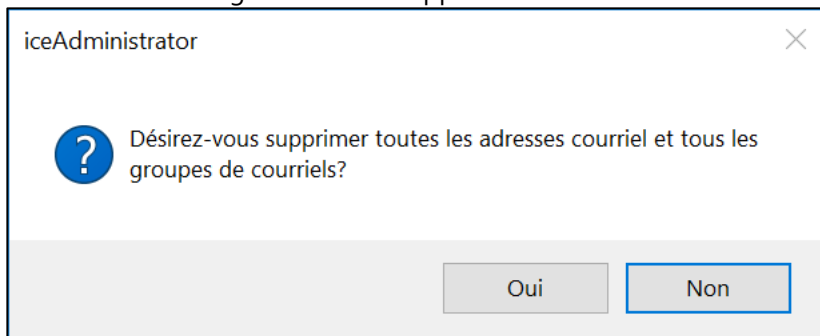 iceAdministrator
Désirez-vous supprimer toutes les adresses courriel et tous les
groupes de courriels?
Oui
Non